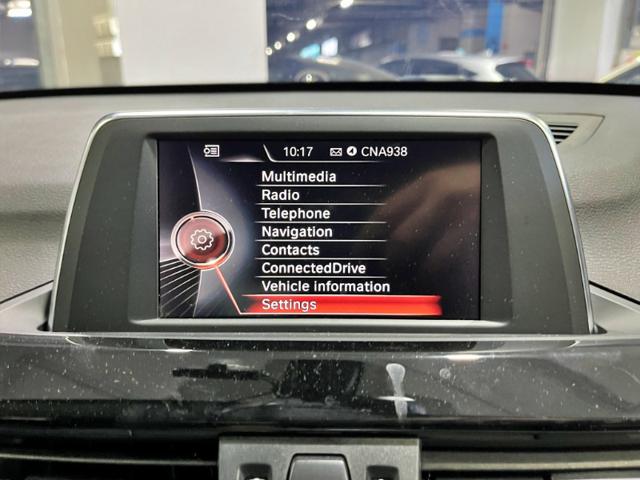 10:17 CNA938
Multimedia
Radio
Telephone
Navigation
Contacts
ConnectedDrive
Vehicle information
Settings